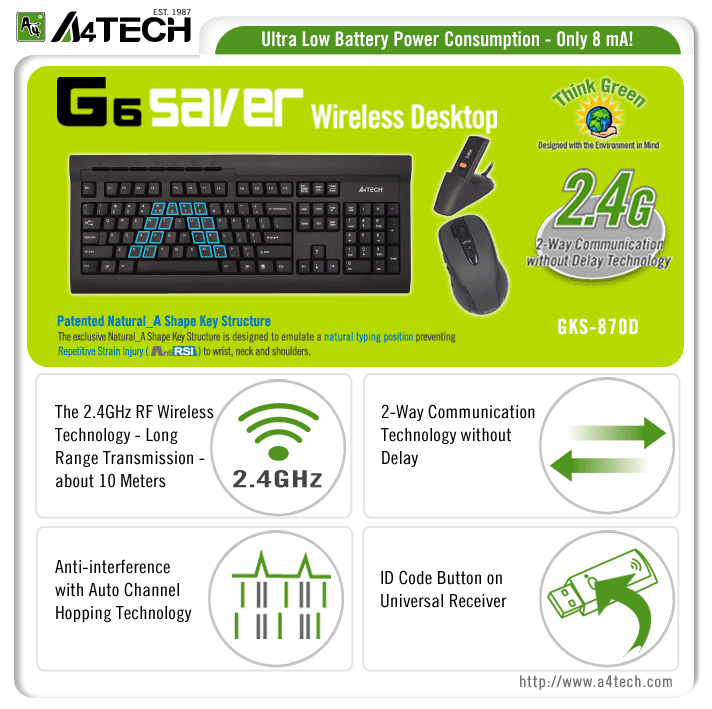 EST. 1987
A4TECH
Ultra Low Battery Power Consumption - Only 8 mA!
G6 saver Wireless Desktop
Think Green
Designed with the Environment in Mind
A4TECH
2.4G
2-Way Communication
without Delay Technology
GKS-870D
Patented Natural_A Shape Key Structure
The exclusive Natural_A Shape Key Structure is designed to emulate a natural typing position preventing
Repetitive Strain Injury ( Anti RSI ) to wrist, neck and shoulders.
The 2.4GHz RF Wireless
Technology - Long
Range Transmission -
about 10 Meters
2.4GHz
2-Way Communication
Technology without
Delay
Anti-interference
with Auto Channel
Hopping Technology
ID Code Button on
Universal Receiver
http://www.a4tech.com